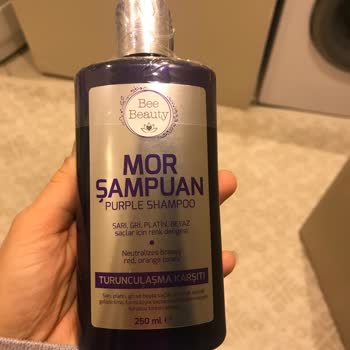 Bee
Beauty
MOR
ŞAMPUAN
PURPLE SHAMPOO
SARI, GRİ, PLATİN, BEYAZ
saçlar için renk dengesi
Neutralizes brassy
red, orange tones
TURUNCULAŞMA KARŞITI
250 ml e